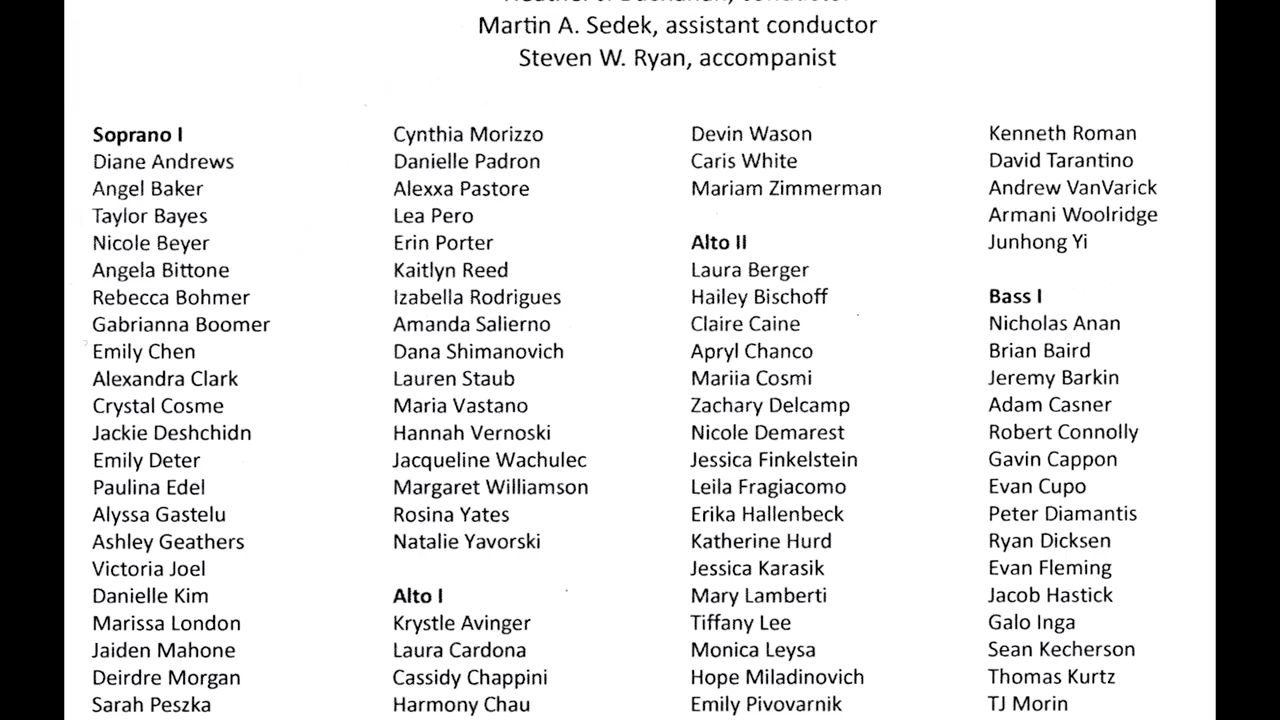 Martin A. Sedek, assistant conductor
Steven W. Ryan, accompanist
Soprano I
Diane Andrews
Angel Baker
Taylor Bayes
Nicole Beyer
Angela Bittone
Rebecca Bohmer
Gabrianna Boomer
Emily Chen
Alexandra Clark
Crystal Cosme
Jackie Deshchidn
Emily Deter
Paulina Edel
Alyssa Gastelu
Ashley Geathers
Victoria Joel
Danielle Kim
Marissa London
Jaiden Mahone
Deirdre Morgan
Sarah Peszka
Cynthia Morizzo
Danielle Padron
Alexxa Pastore
Lea Pero
Erin Porter
Kaitlyn Reed
Izabella Rodrigues
Amanda Salierno
Dana Shimanovich
Lauren Staub
Maria Vastano
Hannah Vernoski
Jacqueline Wachulec
Margaret Williamson
Rosina Yates
Natalie Yavorski
Alto I
Krystle Avinger
Laura Cardona
Cassidy Chappini
Harmony Chau
Devin Wason
Caris White
Mariam Zimmerman
Alto II
Laura Berger
Hailey Bischoff
Claire Caine
Apryl Chanco
Mariia Cosmi
Zachary Delcamp
Nicole Demarest
Jessica Finkelstein
Leila Fragiacomo
Erika Hallenbeck
Katherine Hurd
Jessica Karasik
Mary Lamberti
Tiffany Lee
Monica Leysa
Hope Miladinovich
Emily Pivovarnik
Kenneth Roman
David Tarantino
Andrew VanVarick
Armani Woolridge
Junhong Yi
Bass I
Nicholas Anan
Brian Baird
Jeremy Barkin
Adam Casner
Robert Connolly
Gavin Cappon
Evan Cupo
Peter Diamantis
Ryan Dicksen
Evan Fleming
Jacob Hastick
Galo Inga
Sean Kecherson
Thomas Kurtz
TJ Morin